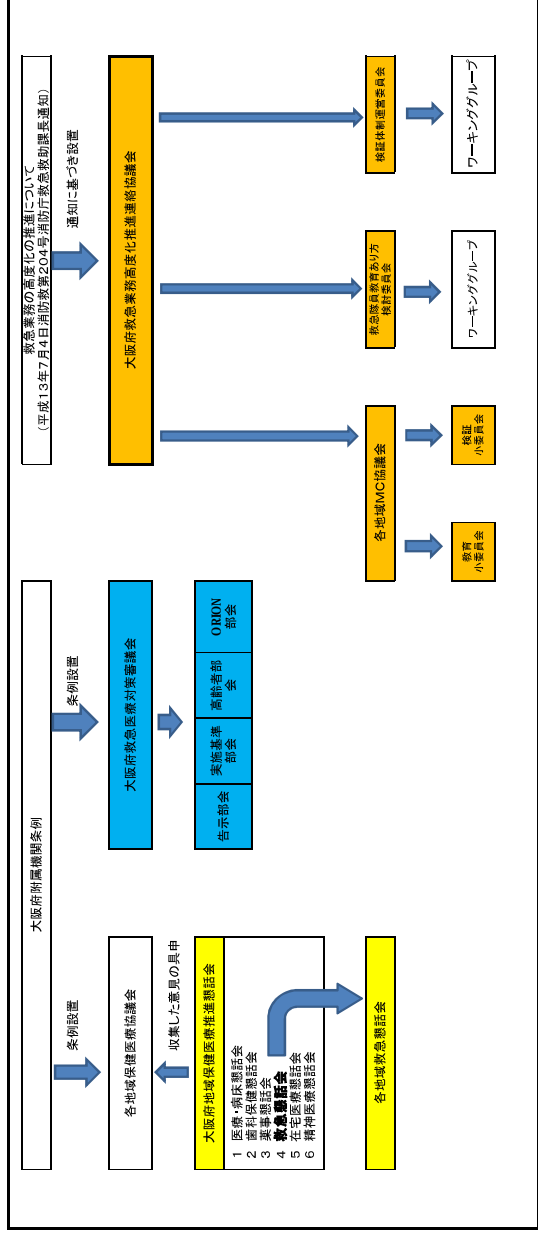 大阪府附属機関条例
条例設置
各地域保健医療協議会
収集した意見の具申
大阪府地域保健医療推進懇話会
1 医療・病床懇話会
2 歯科保健懇話会
3 薬事懇話会
4 救急懇話会
5 在宅医療懇話会
6 精神医療懇話会
各地域救急懇話会
条例設置
大阪府救急医療対策審議会
告示部会
実施基準
部会
高齢者部
会
ORION
部会
救急業務の高度化の推進について
(平成13年7月4日消防救第204号消防庁救急救助課長通知)
通知に基づき設置
大阪府救急業務高度化推進連絡協議会
各地域MC協議会
教育
小委員会
検証
小委員会
救急隊員教育あり方
検討委員会
ワーキンググループ
検証体制運営委員会
ワーキンググループ